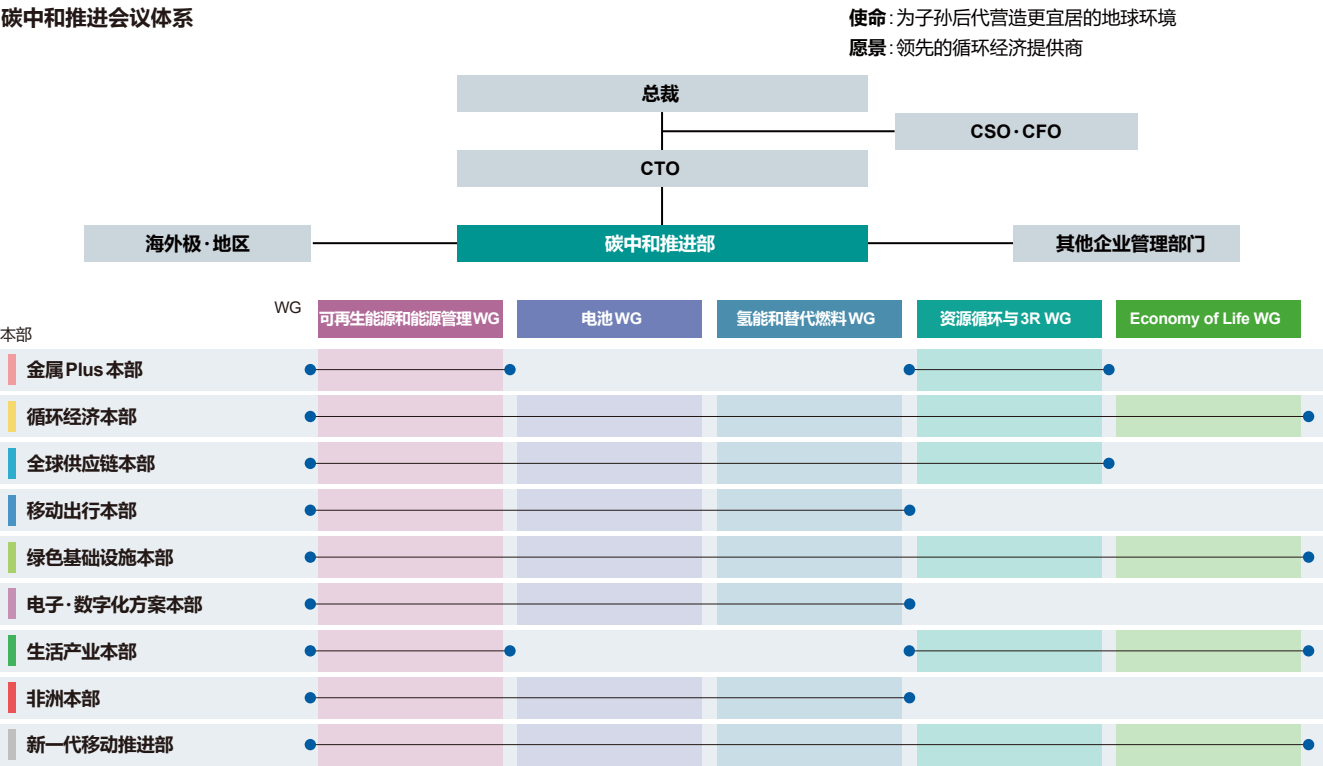 碳中和推进会议体系
使命:为子孙后代营造更宜居的地球环境
愿景:领先的循环经济提供商
总裁
CSO·CFO
CTO
海外极·地区
碳中和推进部
其他企业管理部门
WG
本部
可再生能源和能源管理WG
电池WG
氢能和替代燃料WG
资源循环与3R WG
Economy of Life WG
金属Plus本部
循环经济本部
全球供应链本部
移动出行本部
绿色基础设施本部
电子·数字化方案本部
生活产业本部
非洲本部
新一代移动推进部